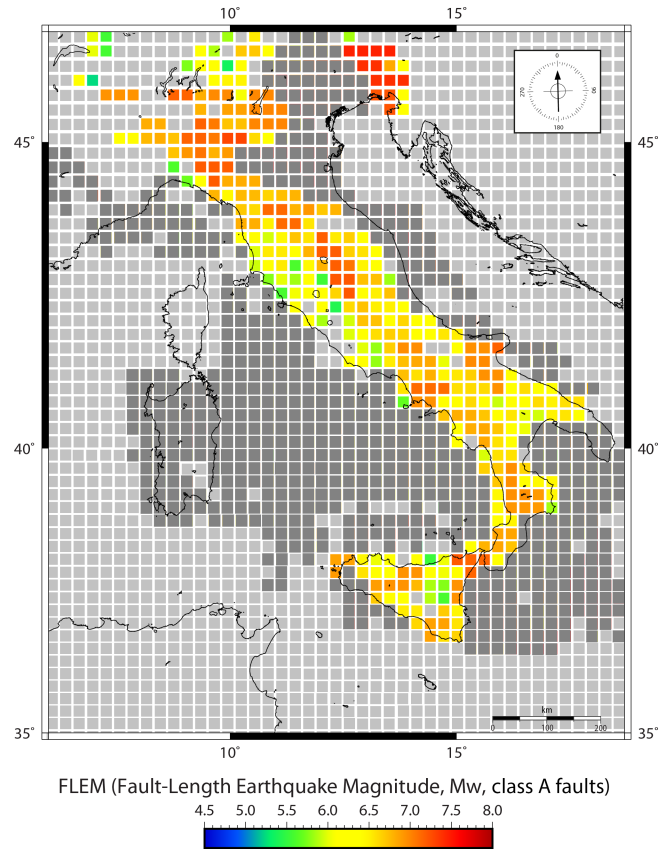 10° 15°
0
270 90
180
45° 45°
40° 40°
km
0 100 200
35° 35°
10° 15°
FLEM (Fault-Length Earthquake Magnitude, Mw, class A faults)
4.5 5.0 5.5 6.0 6.5 7.0 7.5 8.0